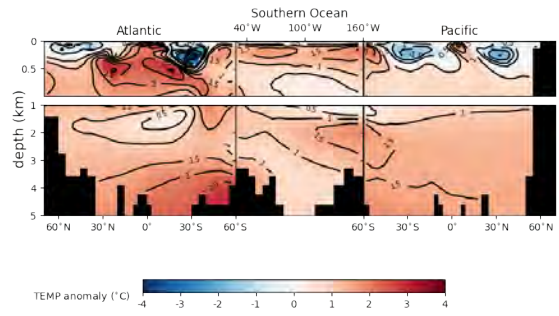 Southern Ocean
Atlantic
40°W 100°W 160°W
Pacific
0
0.5
1
2
3
4
5
depth (km)
60°N 30°N 0° 30°S 60°S 60°S 30°S 0° 30°N 60°N
TEMP anomaly (°C)
-4 -3 -2 -1 0 1 2 3 4